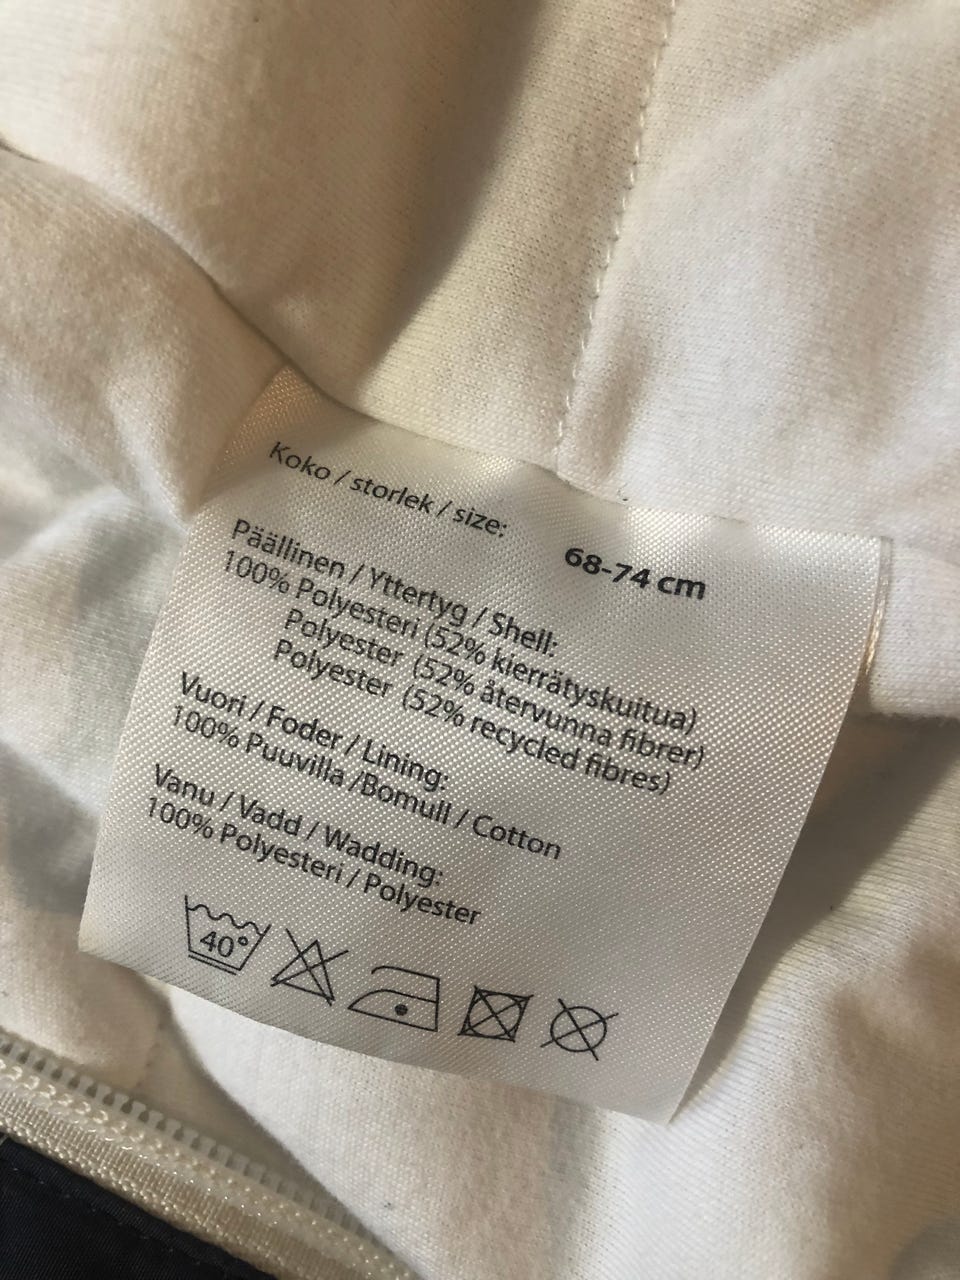 Koko / storlek / size:
68-74 cm
Päällinen / Yttertyg / Shell:
100% Polyesteri (52% kierrätyskuitua)
Polyester (52% återvunna fibrer)
Polyester (52% recycled fibres)
Vuori / Foder / Lining:
100% Puuvilla /Bomull / Cotton
Vanu / Vadd / Wadding:
100% Polyesteri / Polyester
40°